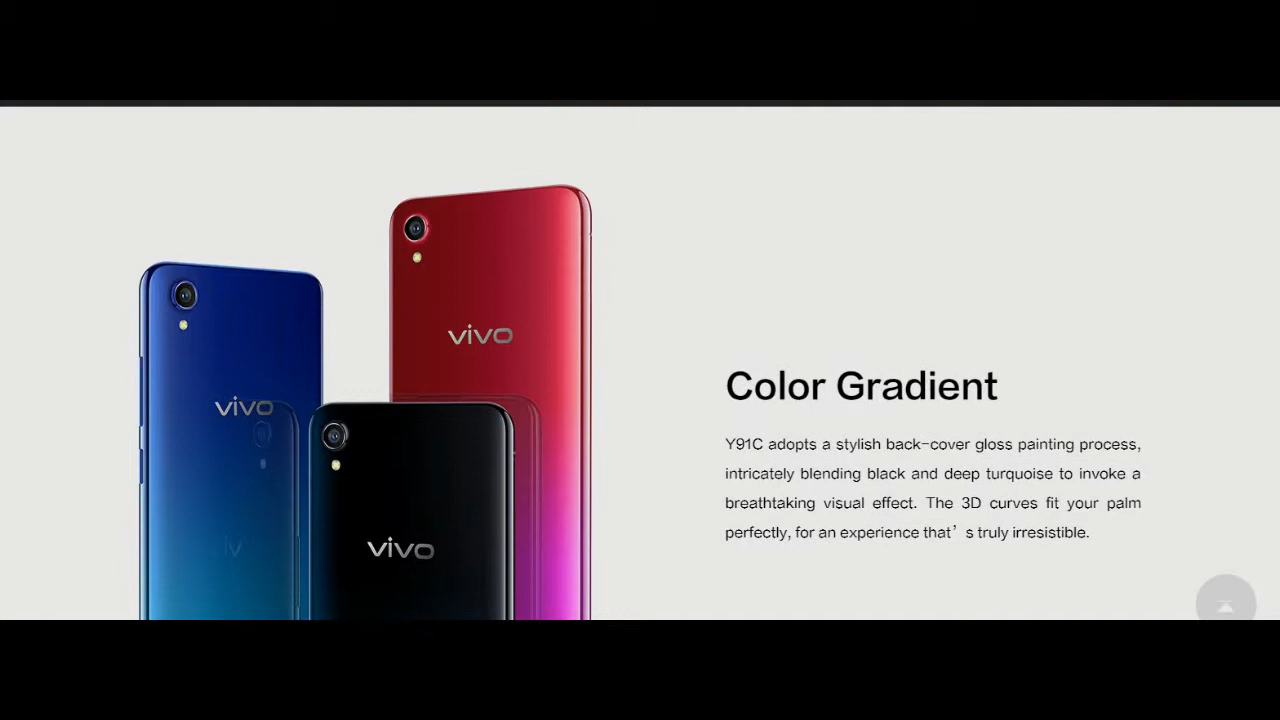 vivo
vivo
vivo
Color Gradient
Y91C adopts a stylish back-cover gloss painting process,
intricately blending black and deep turquoise to invoke a
breathtaking visual effect. The 3D curves fit your palm
perfectly, for an experience that’s truly irresistible.